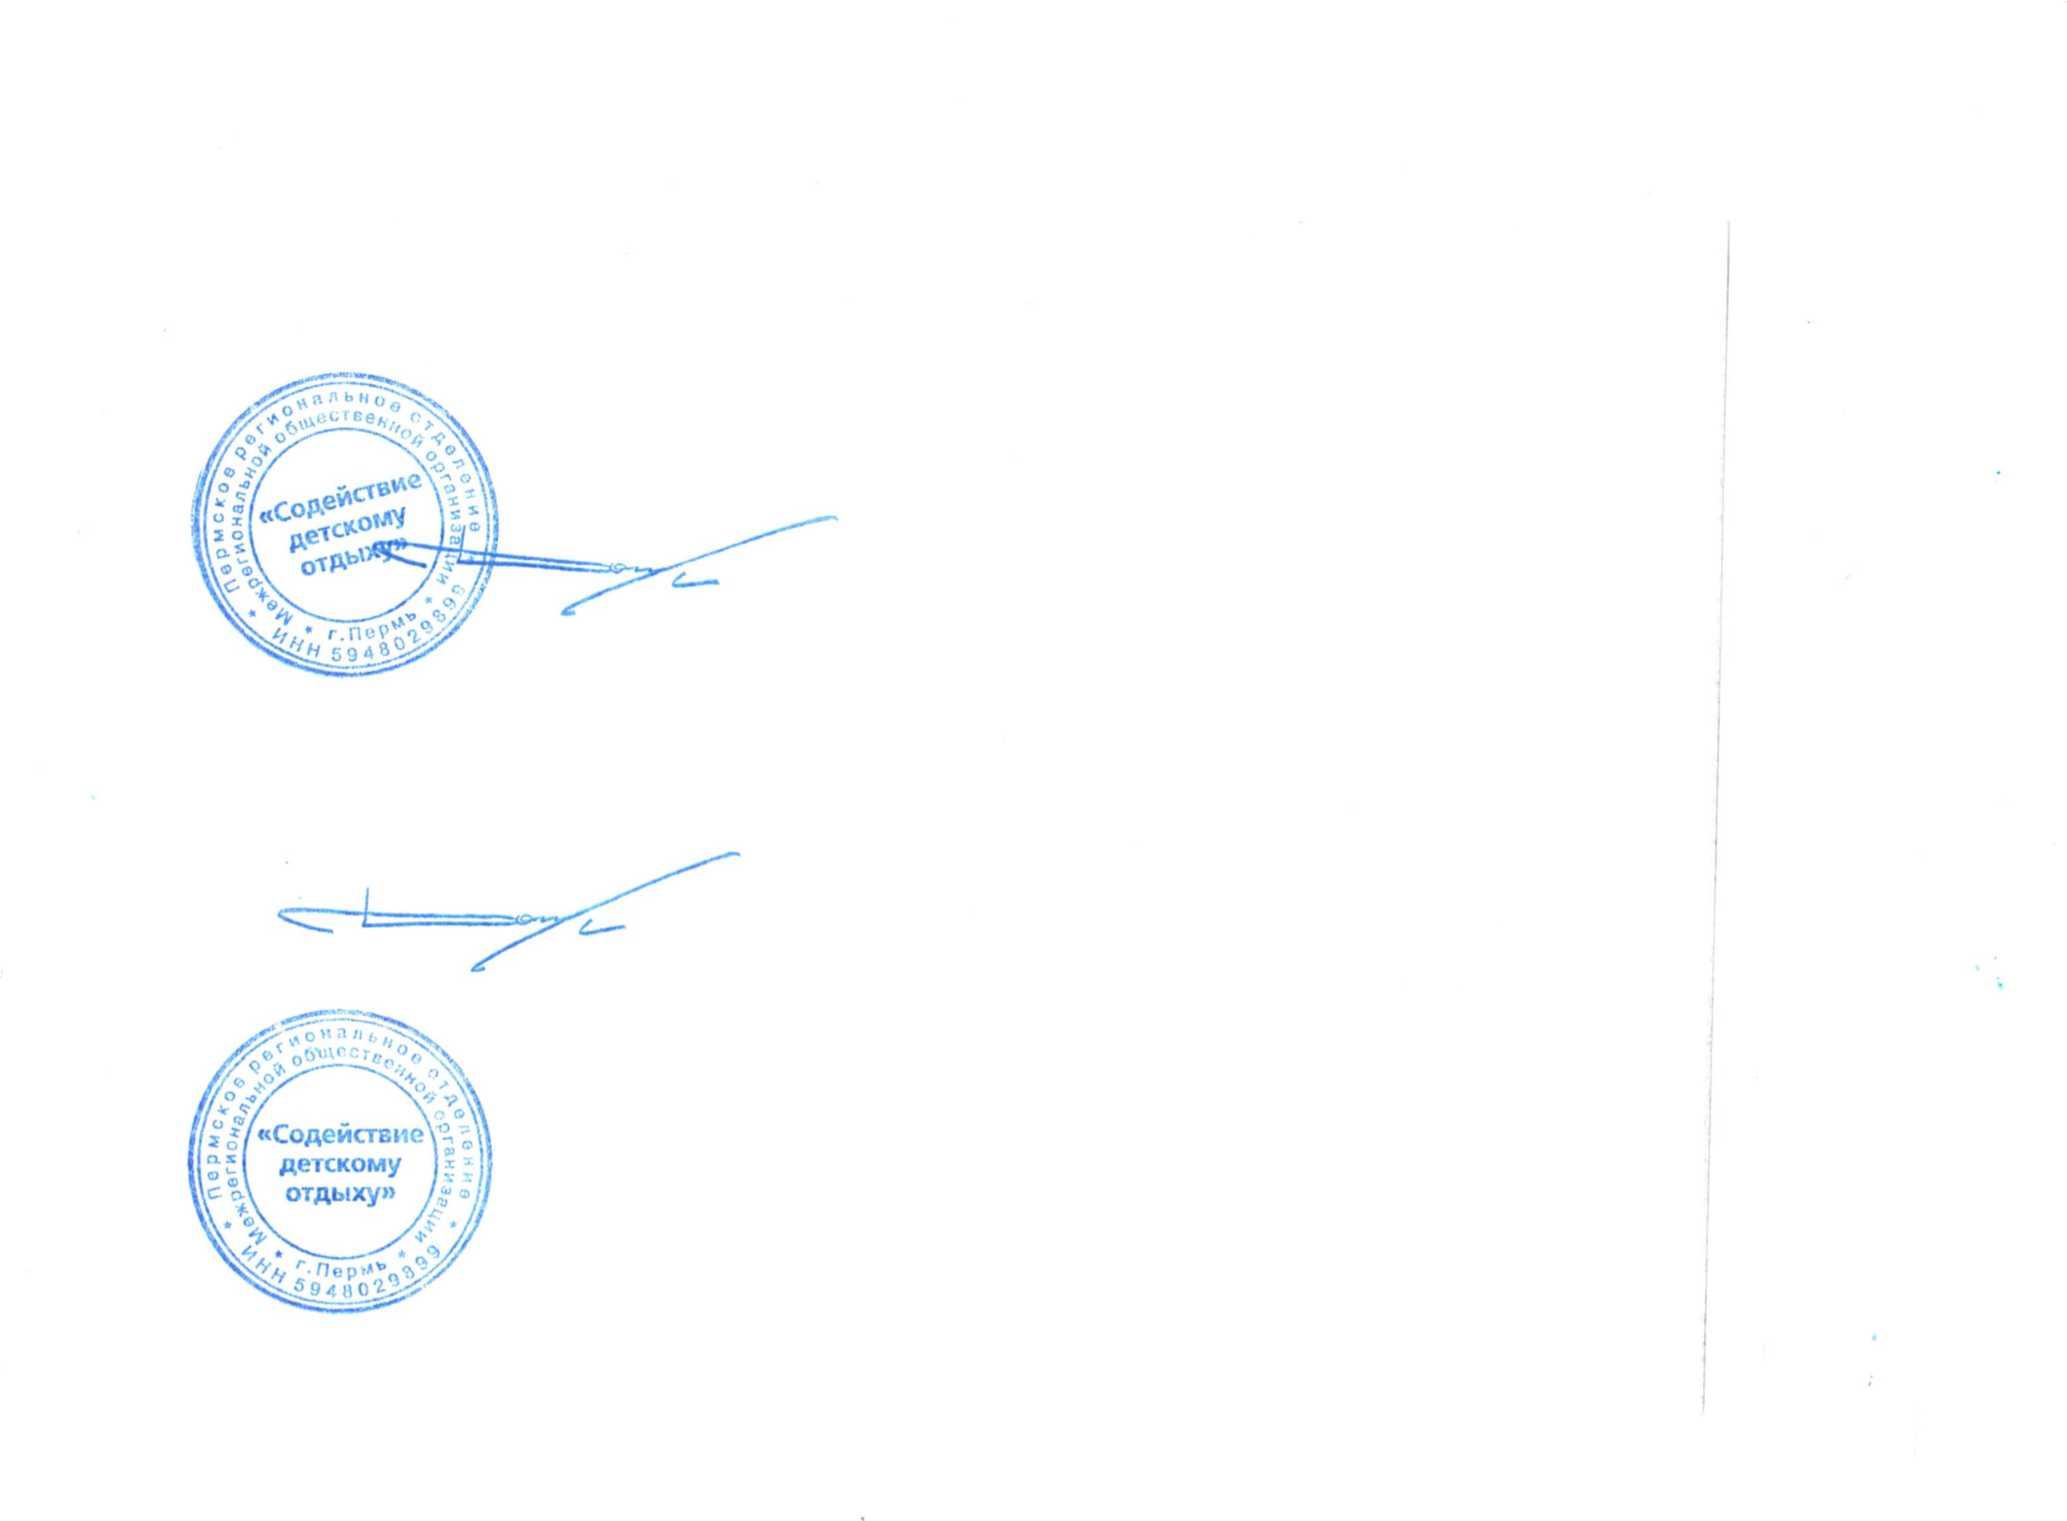 Пермское региональное отделение
Межрегиональной общественной организации
«Содействие
детскому
отдыху»
* г.Пермь *
* ИНН 5948029899 *
Пермское региональное отделение
Межрегиональной общественной организации
«Содействие
детскому
отдыху»
* г.Пермь *
* ИНН 5948029899 *